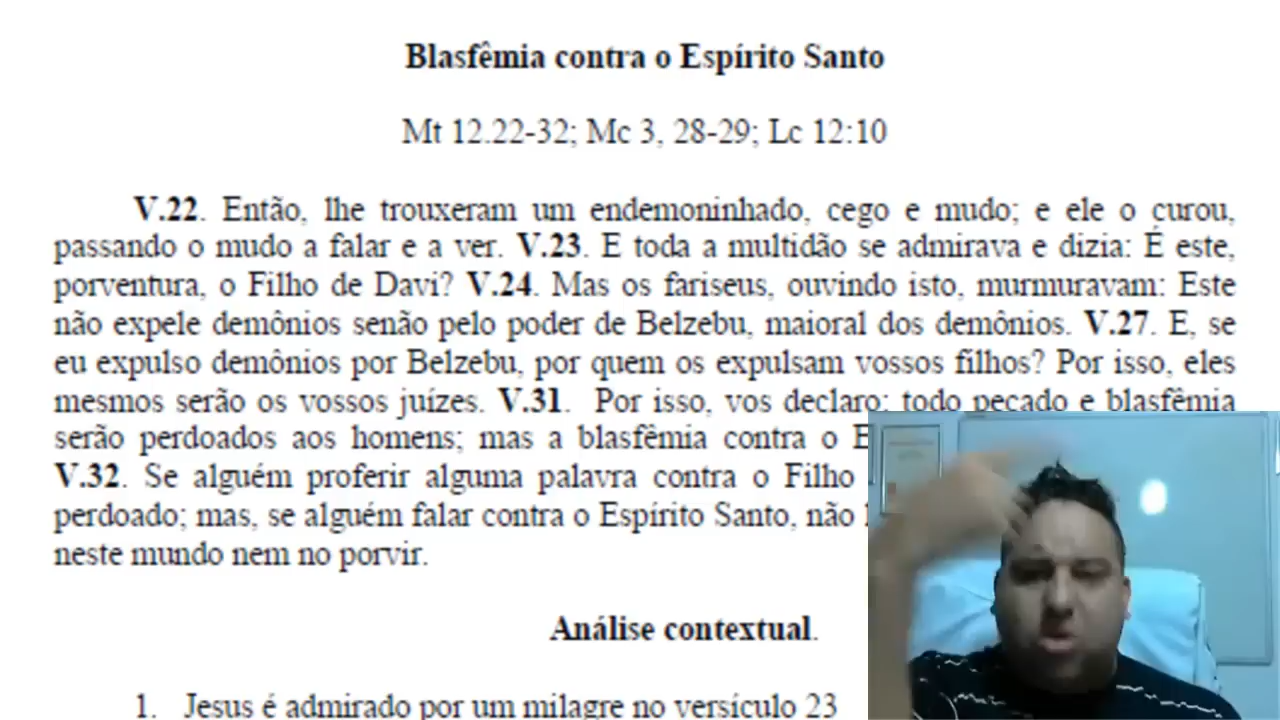 Blasfêmia contra o Espírito Santo
Mt 12.22-32; Mc 3, 28-29; Lc 12:10
V.22. Então, lhe trouxeram um endemoninhado, cego e mudo; e ele o curou,
passando o mudo a falar e a ver. V.23. E toda a multidão se admirava e dizia: É este,
porventura, o Filho de Davi? V.24. Mas os fariseus, ouvindo isto, murmuravam: Este
não expele demônios senão pelo poder de Belzebu, maioral dos demônios. V.27. E, se
eu expulso demônios por Belzebu, por quem os expulsam vossos filhos? Por isso, eles
mesmos serão os vossos juízes. V.31. Por isso, vos declaro: todo pecado e blasfêmia
serão perdoados aos homens; mas a blasfêmia contra o
V.32. Se alguém proferir alguma palavra contra o Filho
perdoado; mas, se alguém falar contra o Espírito Santo, não
neste mundo nem no porvir.
Análise contextual.
1. Jesus é admirado por um milagre no versículo 23